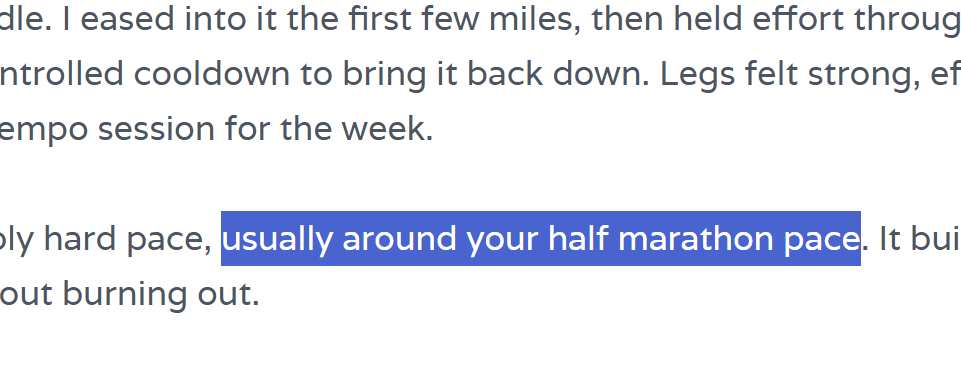 dle. I eased into it the first few miles, then held effort throug
ntrolled cooldown to bring it back down. Legs felt strong, ef
empo session for the week.
bly hard pace, usually around your half marathon pace. It bui
out burning out.